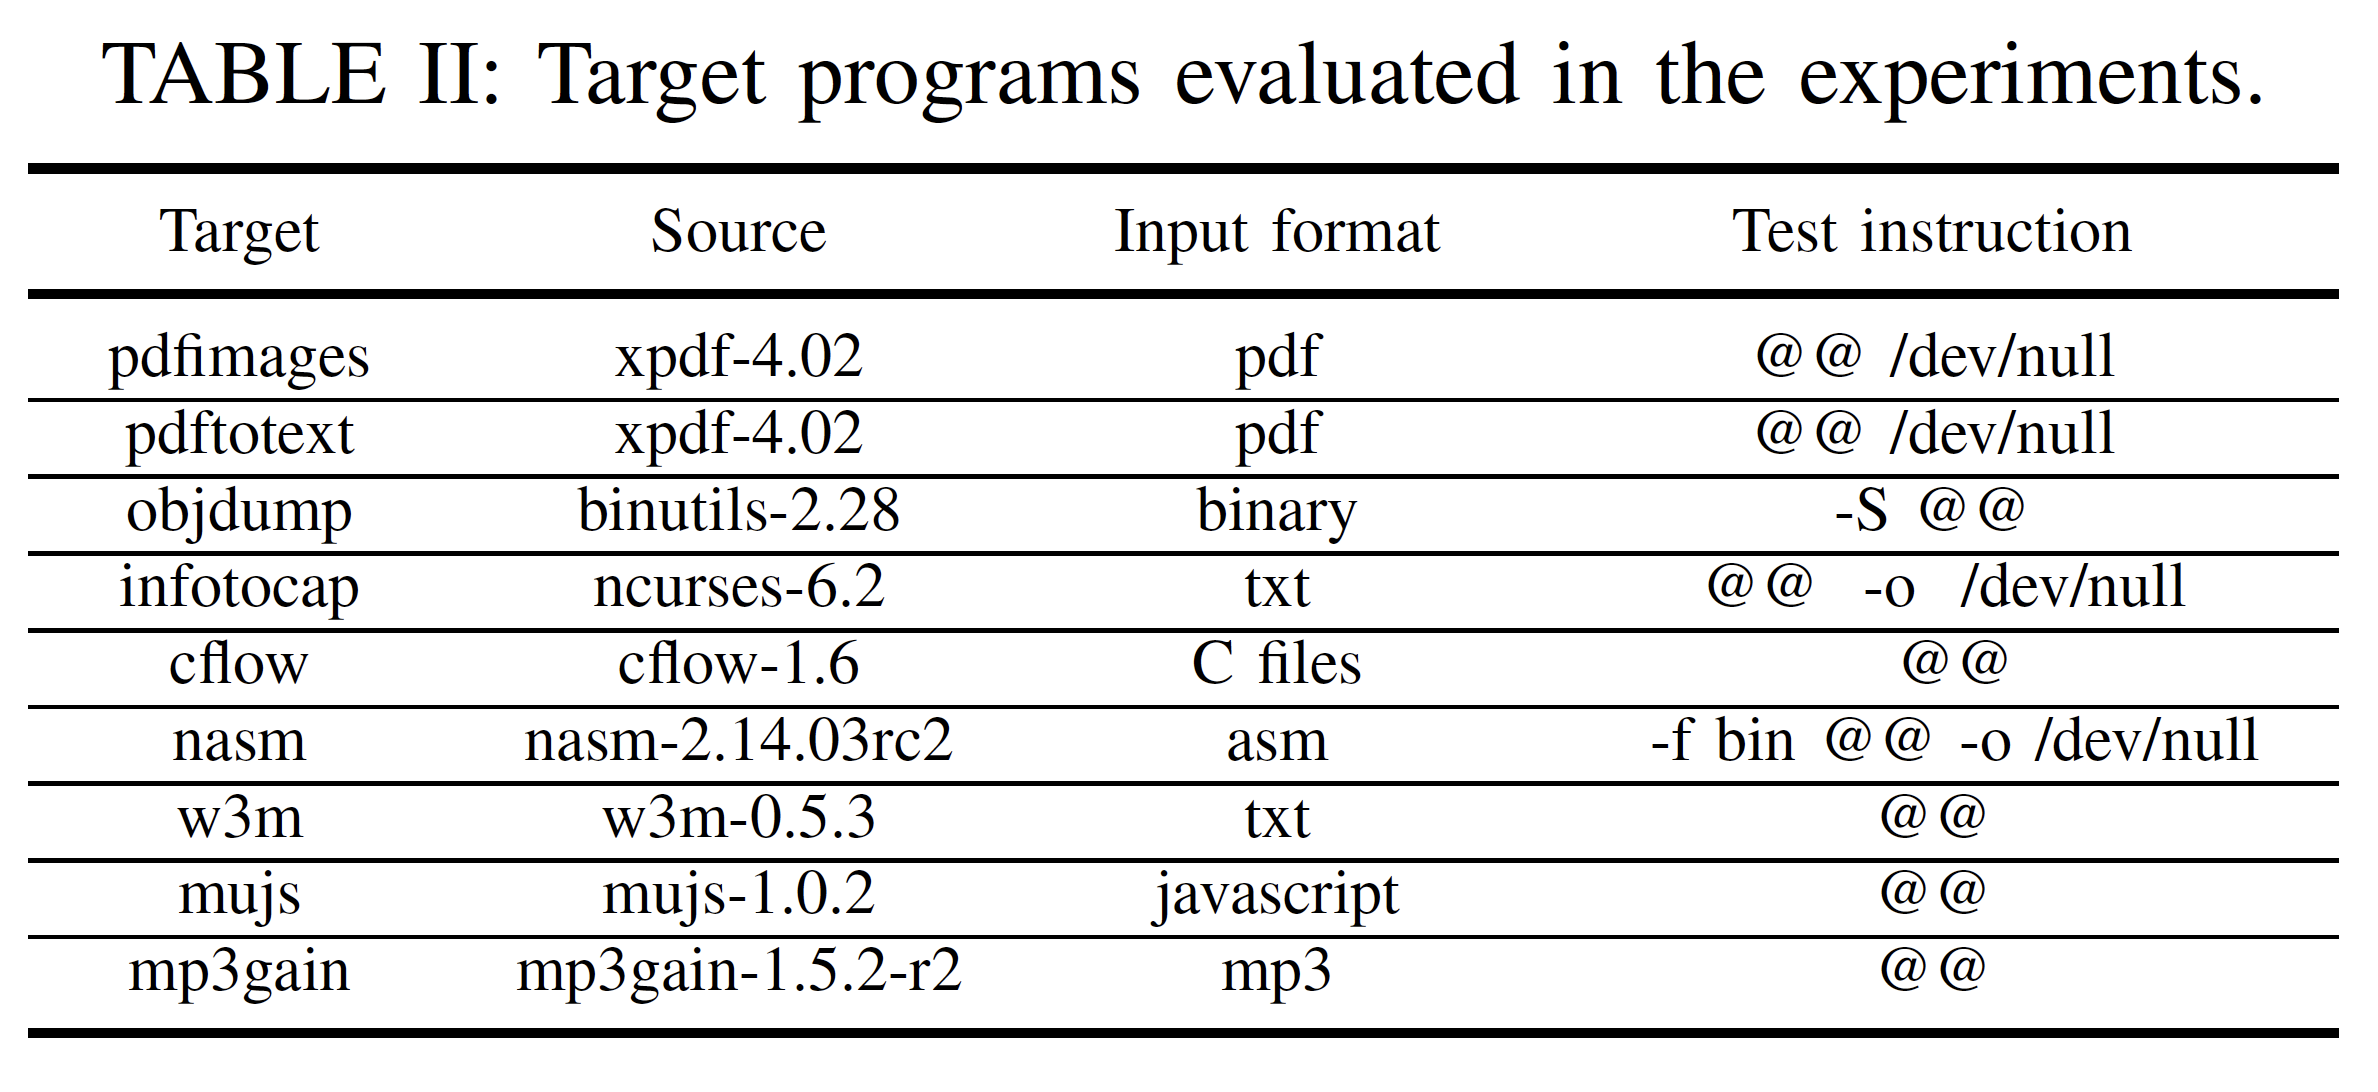 TABLE II: Target programs evaluated in the experiments.
Target Source Input format Test instruction
pdfimages xpdf-4.02 pdf @@ /dev/null
pdftotext xpdf-4.02 pdf @@ /dev/null
objdump binutils-2.28 binary -S @@
infotocap ncurses-6.2 txt @@ -o /dev/null
cflow cflow-1.6 C files @@
nasm nasm-2.14.03rc2 asm -f bin @@ -o /dev/null
w3m w3m-0.5.3 txt @@
mujs mujs-1.0.2 javascript @@
mp3gain mp3gain-1.5.2-r2 mp3 @@